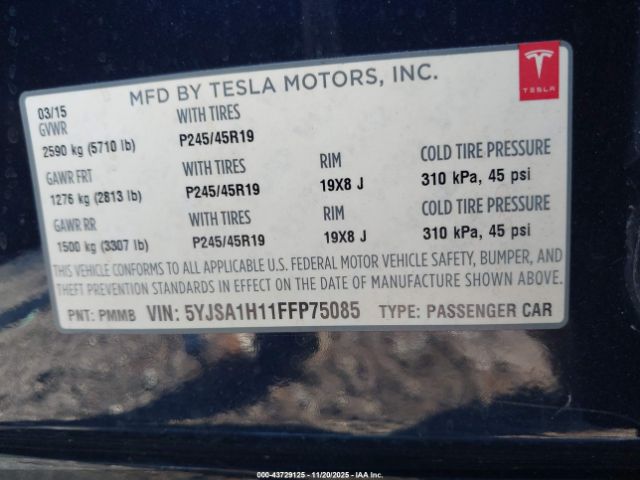 MFD BY TESLA MOTORS, INC.
TESLA
03/15
GVWR WITH TIRES
2590 kg (5710 lb) P245/45R19
GAWR FRT WITH TIRES RIM COLD TIRE PRESSURE
1276 kg (2813 lb) P245/45R19 19X8 J 310 kPa, 45 psi
GAWR RR WITH TIRES RIM COLD TIRE PRESSURE
1500 kg (3307 lb) P245/45R19 19X8 J 310 kPa, 45 psi
THIS VEHICLE CONFORMS TO ALL APPLICABLE U.S. FEDERAL MOTOR VEHICLE SAFETY, BUMPER, AND
THEFT PREVENTION STANDARDS IN EFFECT ON THE DATE OF MANUFACTURE SHOWN ABOVE.
PNT: PMMB VIN: 5YJSA1H11FFP75085 TYPE: PASSENGER CAR
000-43729125 - 11/20/2025 - IAA Inc.